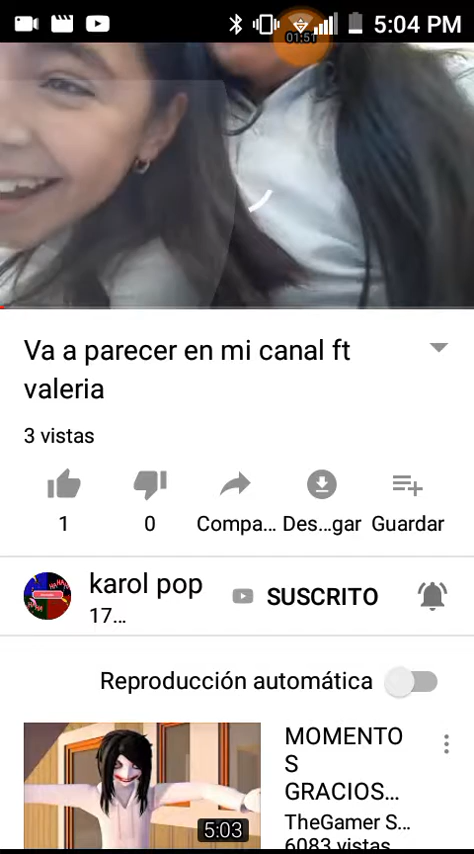 5:04 PM
01:51
Va a parecer en mi canal ft
valeria
3 vistas
1
0
Compa...
Des...gar
Guardar
karol pop
SUSCRITO
17...
Reproducción automática
MOMENTO
S
GRACIOS...
TheGamer S...
6083 vistas
5:03